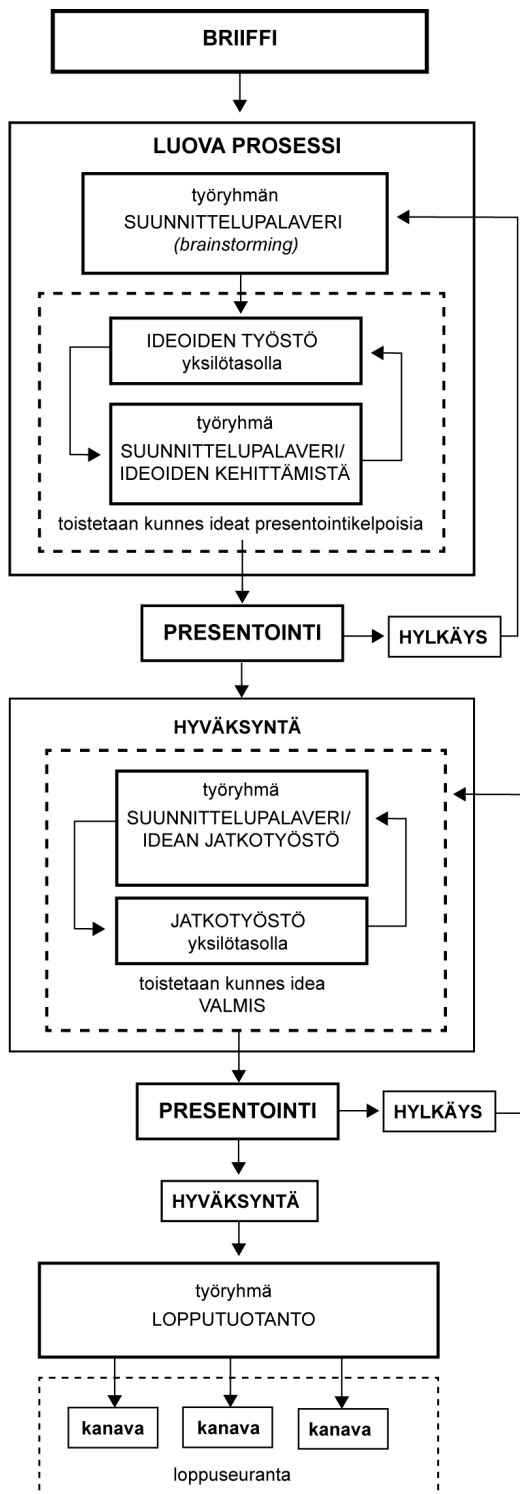 BRIIFFI
LUOVA PROSESSI
työryhmän
SUUNNITTELUPALAVERI
(brainstorming)
IDEOIDEN TYÖSTÖ
yksilötasolla
työryhmä
SUUNNITTELUPALAVERI/
IDEOIDEN KEHITTÄMISTÄ
toistetaan kunnes ideat presentointikelpoisia
PRESENTOINTI
HYLKÄYS
HYVÄKSYNTÄ
työryhmä
SUUNNITTELUPALAVERI/
IDEAN JATKOTYÖSTÖ
JATKOTYÖSTÖ
yksilötasolla
toistetaan kunnes idea
VALMIS
PRESENTOINTI
HYLKÄYS
HYVÄKSYNTÄ
työryhmä
LOPPUTUOTANTO
kanava kanava kanava
loppuseuranta